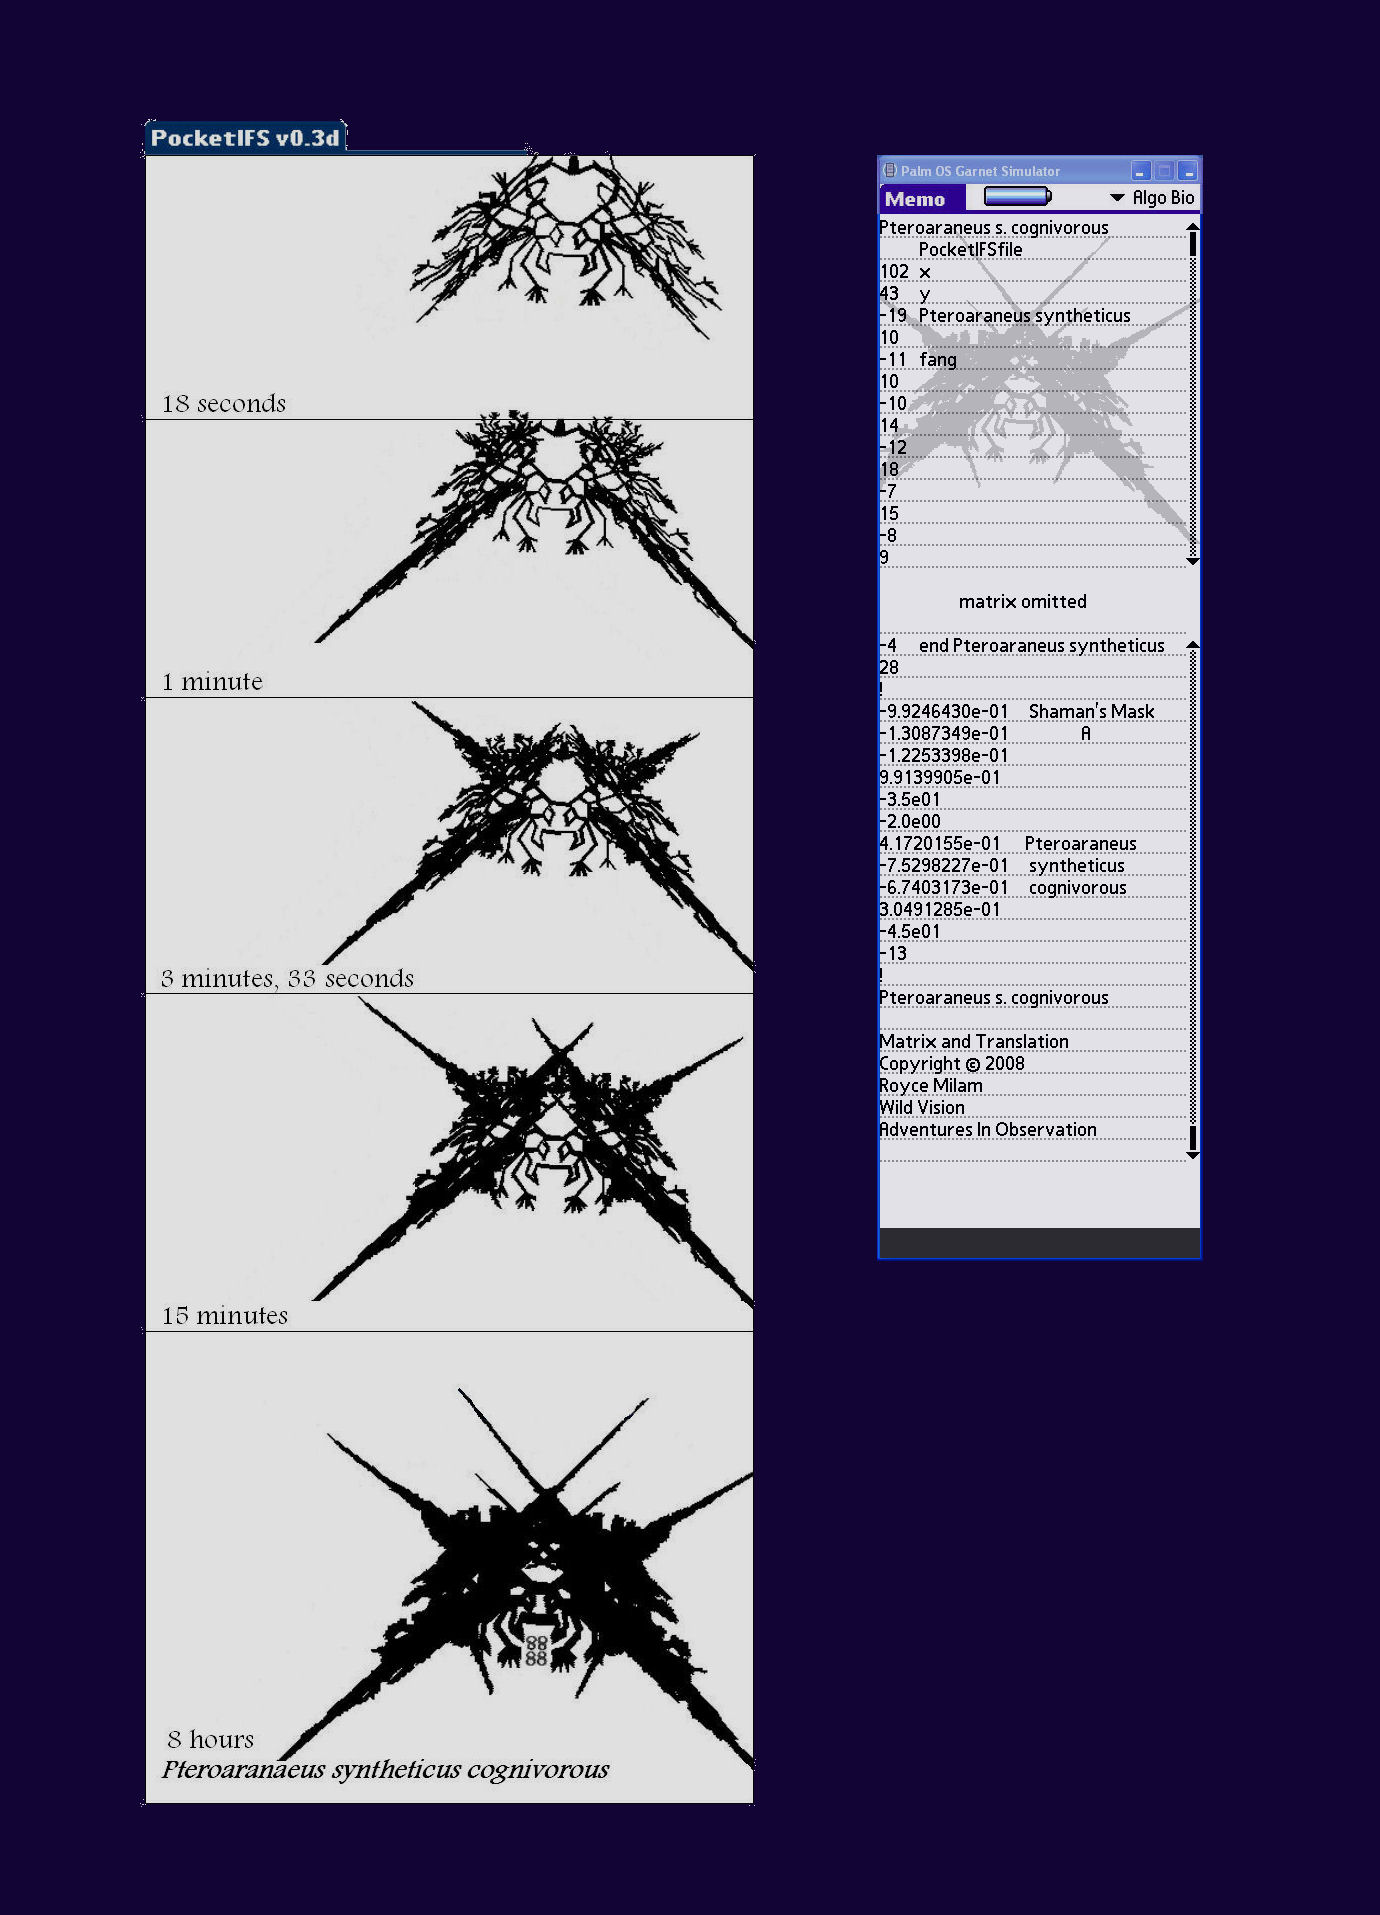 PocketIFS v0.3d
18 seconds
1 minute
3 minutes, 33 seconds
15 minutes
88
88
8 hours
Pteroaranaeus syntheticus cognivorous
Palm OS Garnet Simulator
Memo Algo Bio
Pteroaraneus s. cognivorous
PocketIFSfile
102 x
43 y
-19 Pteroaraneus syntheticus
10
-11 fang
10
-10
14
-12
18
-7
15
-8
9
matrix omitted
-4 end Pteroaraneus syntheticus
28
!
-9.9246430e-01 Shaman's Mask
-1.3087349e-01 A
-1.2253398e-01
9.9139905e-01
-3.5e01
-2.0e00
4.1720155e-01 Pteroaraneus
-7.5298227e-01 syntheticus
-6.7403173e-01 cognivorous
3.0491285e-01
-4.5e01
-13
!
Pteroaraneus s. cognivorous
Matrix and Translation
Copyright © 2008
Royce Milam
Wild Vision
Adventures In Observation